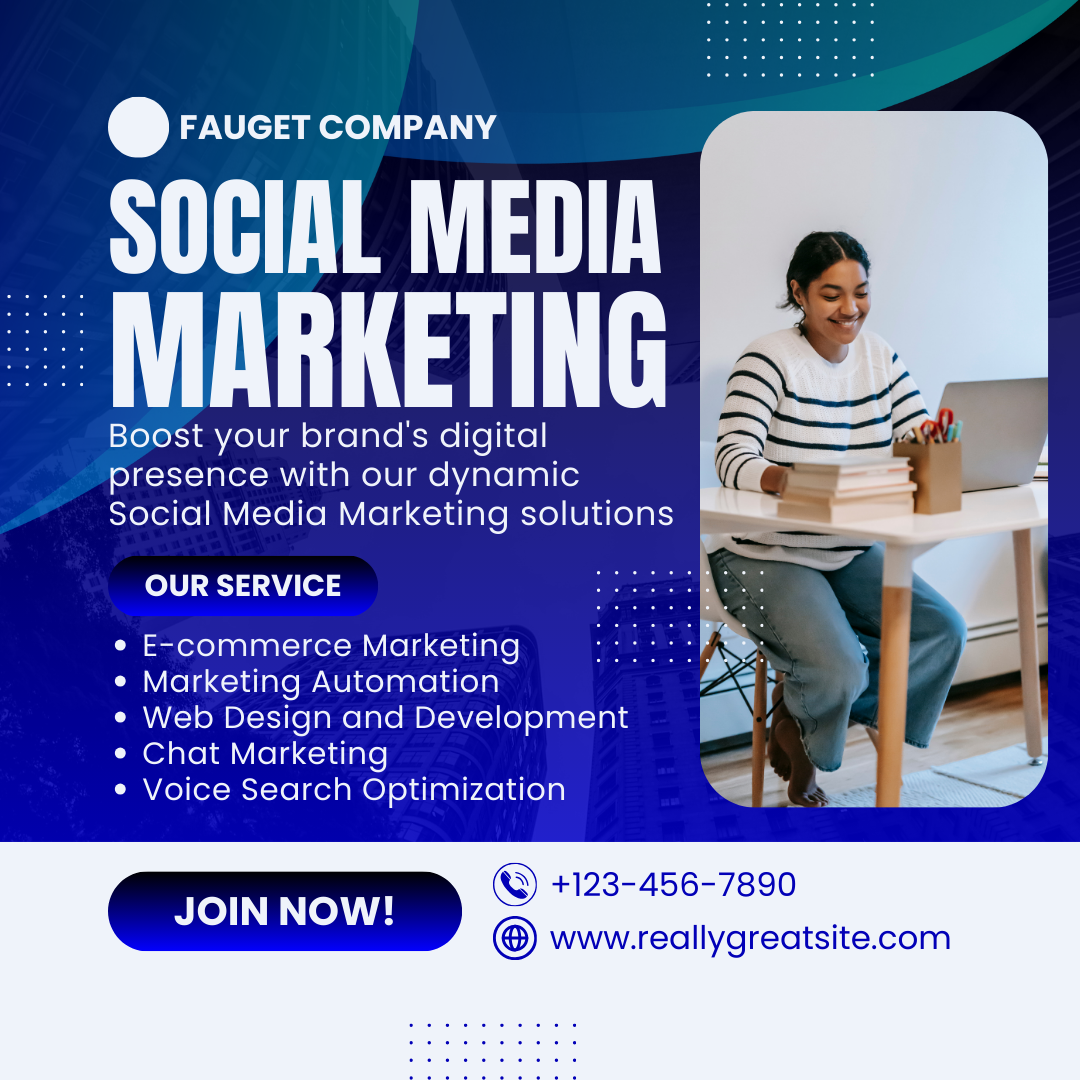 FAUGET COMPANY
SOCIAL MEDIA
MARKETING
Boost your brand's digital
presence with our dynamic
Social Media Marketing solutions
OUR SERVICE
• E-commerce Marketing
• Marketing Automation
• Web Design and Development
• Chat Marketing
• Voice Search Optimization
JOIN NOW!
+123-456-7890
www.reallygreatsite.com